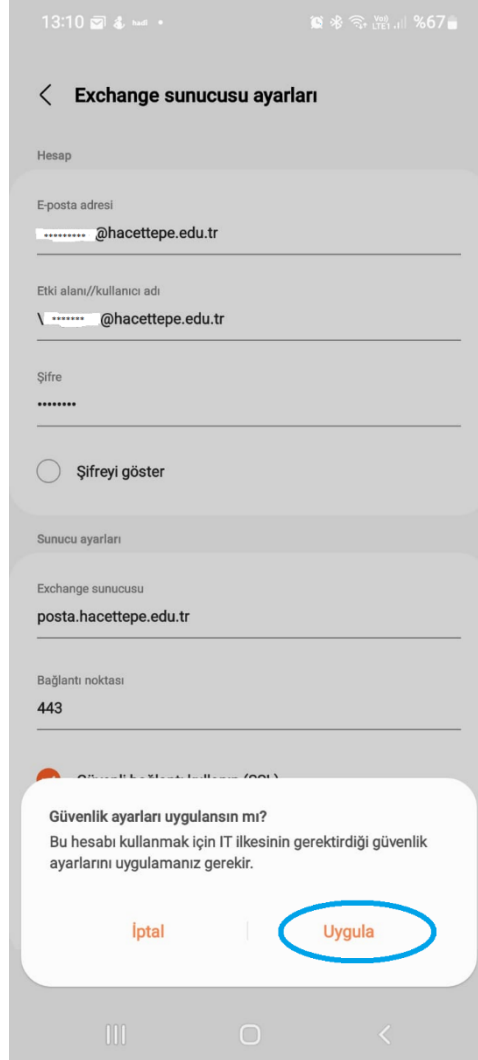 13:10
VoO
LTE1
%67
Exchange sunucusu ayarları
Hesap
E-posta adresi
......... @hacettepe.edu.tr
Etki alanı//kullanıcı adı
\ ....... @hacettepe.edu.tr
Şifre
••••••••
Şifreyi göster
Sunucu ayarları
Exchange sunucusu
posta.hacettepe.edu.tr
Bağlantı noktası
443
Güvenlik ayarları uygulansın mı?
Bu hesabı kullanmak için IT ilkesinin gerektirdiği güvenlik
ayarlarını uygulamanız gerekir.
İptal
Uygula